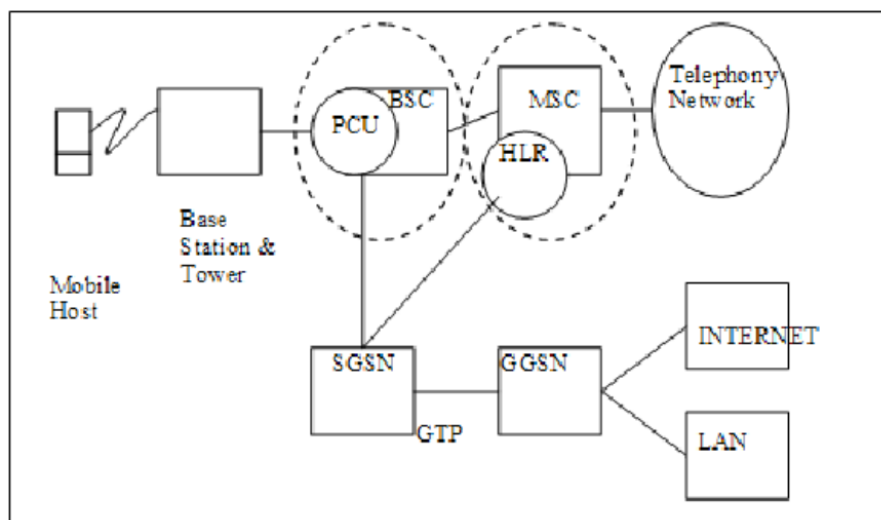 BSC
PCU
MSC
HLR
Telephony
Network
Base
Station &
Tower
Mobile
Host
SGSN
GGSN
GTP
INTERNET
LAN